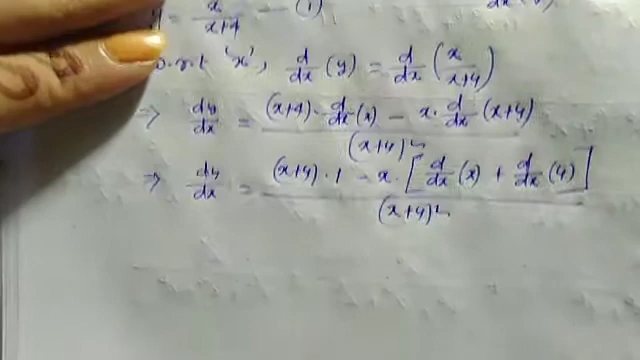 y = x/(x+4) — (1)
w.r.t 'x', d/dx (y) = d/dx (x/(x+4))
⇒ dy/dx = ((x+4)·d/dx(x) − x·d/dx(x+4))/(x+4)²
⇒ dy/dx = ((x+4)·1 − x·[d/dx(x) + d/dx(4)])/(x+4)²